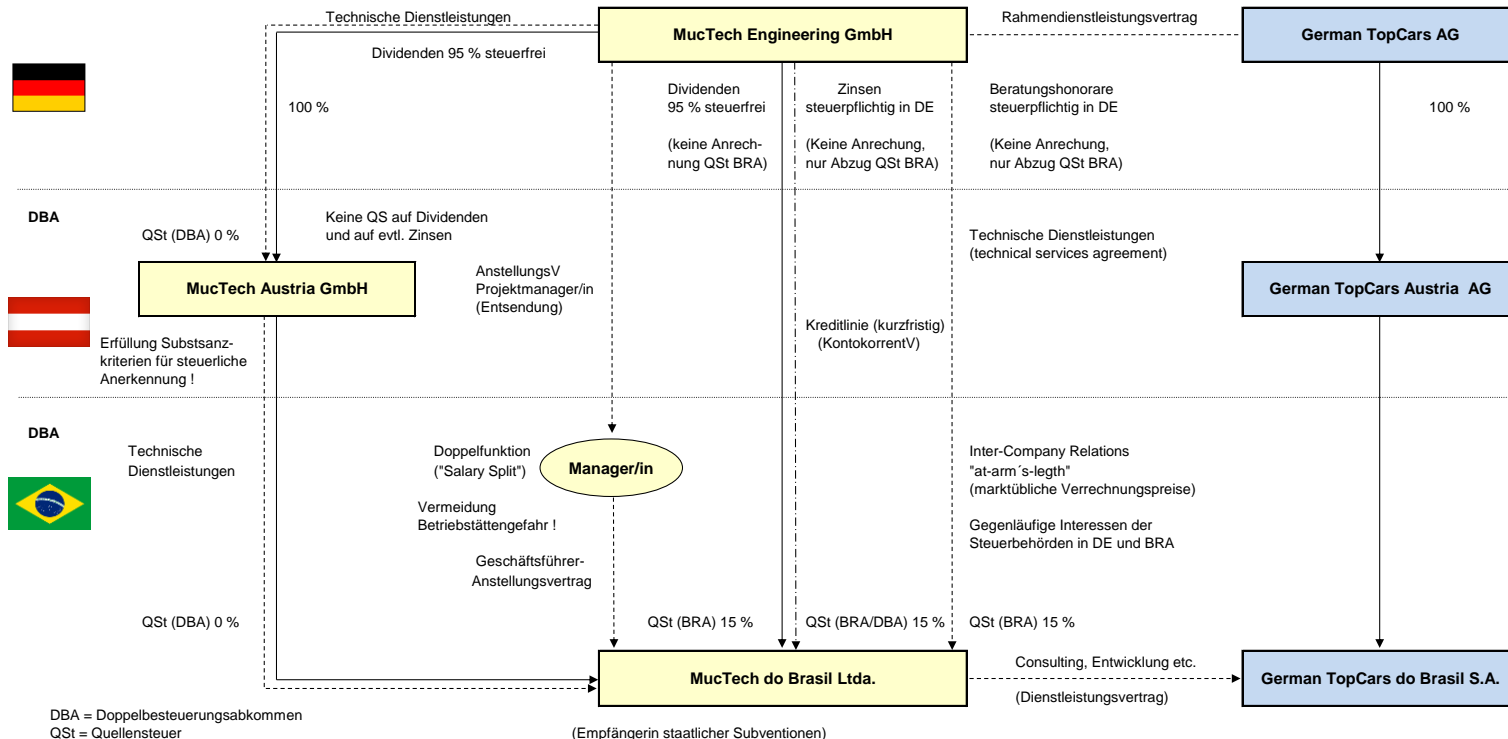 Technische Dienstleistungen
Rahmendienstleistungsvertrag
MucTech Engineering GmbH
German TopCars AG
Dividenden 95 % steuerfrei
100 %
Dividenden
95 % steuerfrei
(keine Anrech-
nung QSt BRA)
Zinsen
steuerpflichtig in DE
(Keine Anrechung,
nur Abzug QSt BRA)
Beratungshonorare
steuerpflichtig in DE
(Keine Anrechung,
nur Abzug QSt BRA)
100 %
DBA
QSt (DBA) 0 %
Keine QS auf Dividenden
und auf evtl. Zinsen
Technische Dienstleistungen
(technical services agreement)
MucTech Austria GmbH
AnstellungsV
Projektmanager/in
(Entsendung)
German TopCars Austria AG
Kreditlinie (kurzfristig)
(KontokorrentV)
Erfüllung Substsanz-
kriterien für steuerliche
Anerkennung !
DBA
Technische
Dienstleistungen
Doppelfunktion
("Salary Split")
Manager/in
Inter-Company Relations
"at-arm´s-legth"
(marktübliche Verrechnungspreise)
Vermeidung
Betriebstättengefahr !
Gegenläufige Interessen der
Steuerbehörden in DE und BRA
Geschäftsführer-
Anstellungsvertrag
QSt (DBA) 0 %
QSt (BRA) 15 %
QSt (BRA/DBA) 15 %
QSt (BRA) 15 %
MucTech do Brasil Ltda.
Consulting, Entwicklung etc.
(Dienstleistungsvertrag)
German TopCars do Brasil S.A.
DBA = Doppelbesteuerungsabkommen
QSt = Quellensteuer
(Empfängerin staatlicher Subventionen)